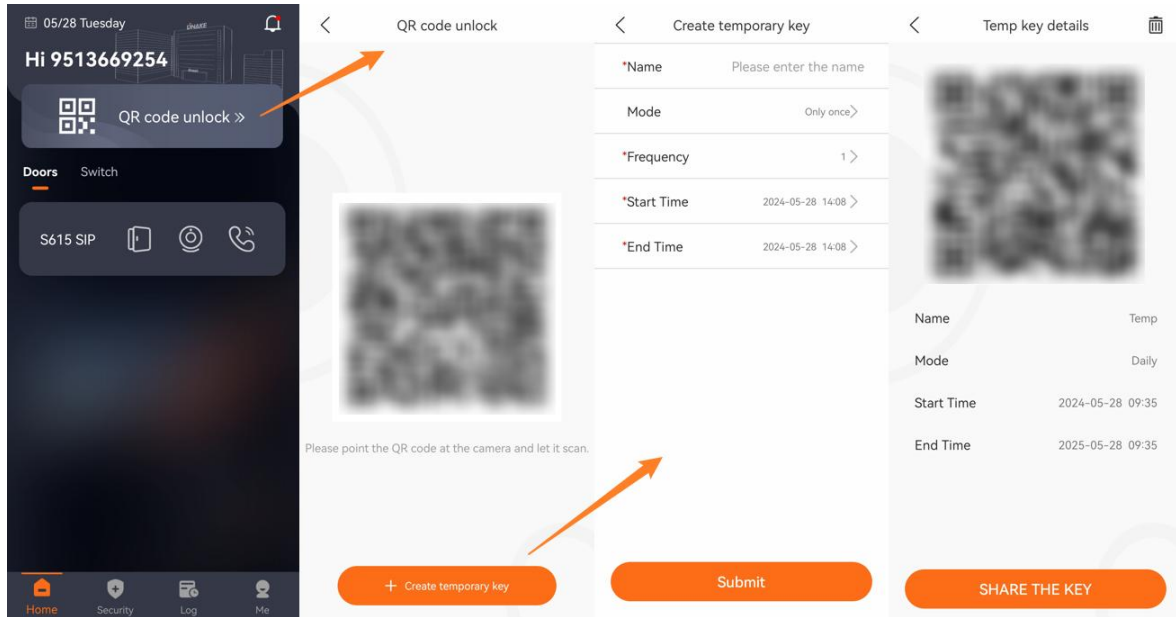 05/28 Tuesday
Hi 9513669254
QR code unlock »
Doors Switch
S615 SIP
Home Security Log Me
QR code unlock
Please point the QR code at the camera and let it scan.
+ Create temporary key
Create temporary key
*Name Please enter the name
Mode Only once>
*Frequency 1 >
*Start Time 2024-05-28 14:08 >
*End Time 2024-05-28 14:08 >
Submit
Temp key details
Name Temp
Mode Daily
Start Time 2024-05-28 09:35
End Time 2025-05-28 09:35
SHARE THE KEY